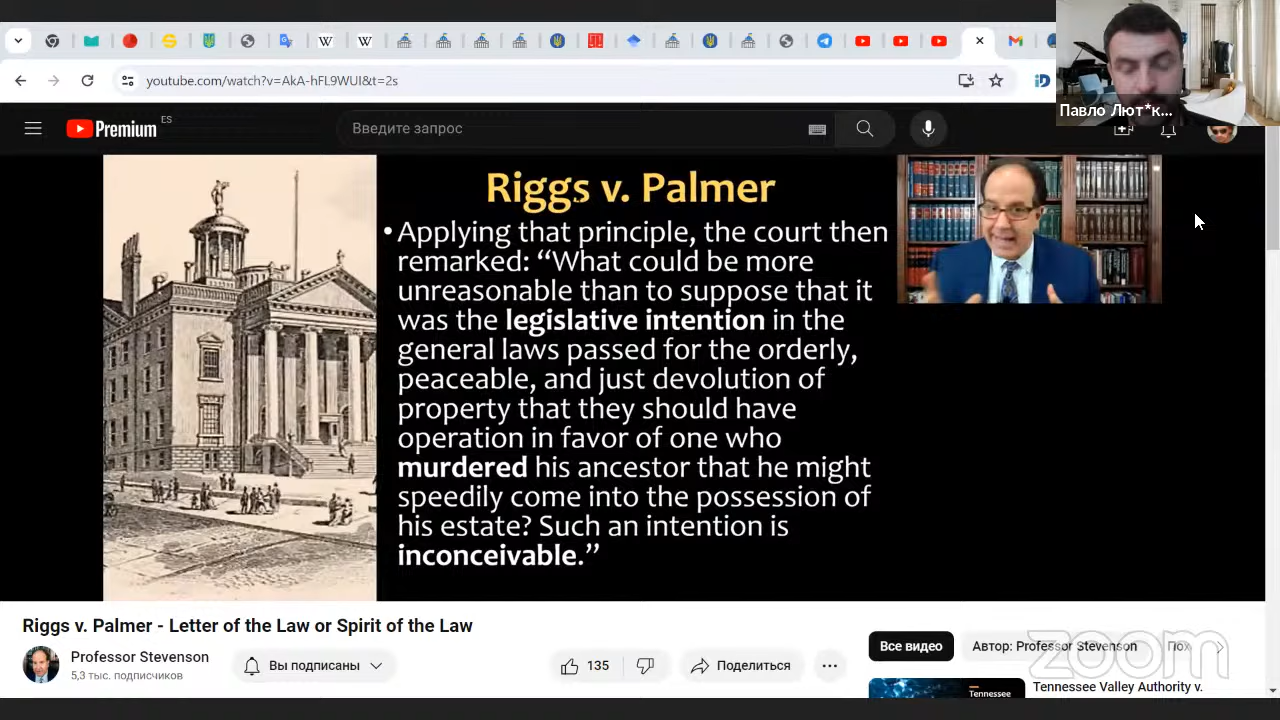 youtube.com/watch?v=AkA-hFL9WUI&t=2s
Павло Лют*к...
Premium ES
Введите запрос
Riggs v. Palmer
• Applying that principle, the court then
remarked: “What could be more
unreasonable than to suppose that it
was the legislative intention in the
general laws passed for the orderly,
peaceable, and just devolution of
property that they should have
operation in favor of one who
murdered his ancestor that he might
speedily come into the possession of
his estate? Such an intention is
inconceivable.”
Riggs v. Palmer - Letter of the Law or Spirit of the Law
Professor Stevenson
5,3 тыс. подписчиков
Вы подписаны
135
Поделиться
Все видео
Автор: Professor Stevenson
Пох
zoom
Tennessee
Tennessee Valley Authority v.